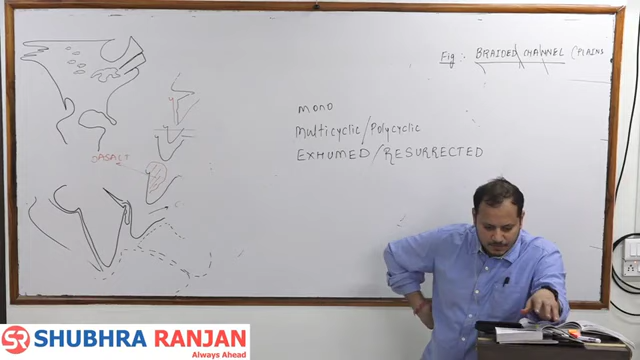 Fig :- BRAIDED CHANNEL (PLAINS
mono
Multicyclic/Polycyclic
EXHUMED/RESURRECTED
BASALT
SR SHUBHRA RANJAN
Always Ahead